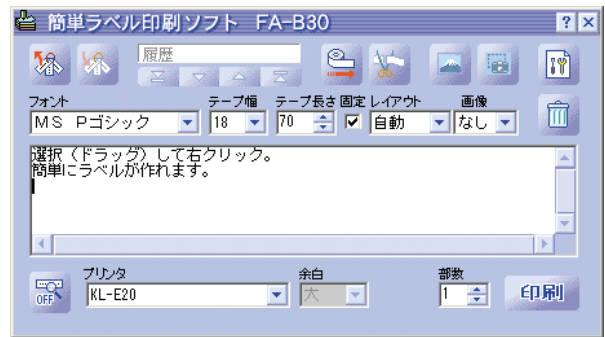 簡単ラベル印刷ソフト FA-B30
履歴
フォント テープ幅 テープ長さ 固定 レイアウト 画像
MS Pゴシック 18 70 自動 なし
選択（ドラッグ）して右クリック。
簡単にラベルが作れます。
プリンタ 余白 部数
OFF KL-E20 大 1 印刷